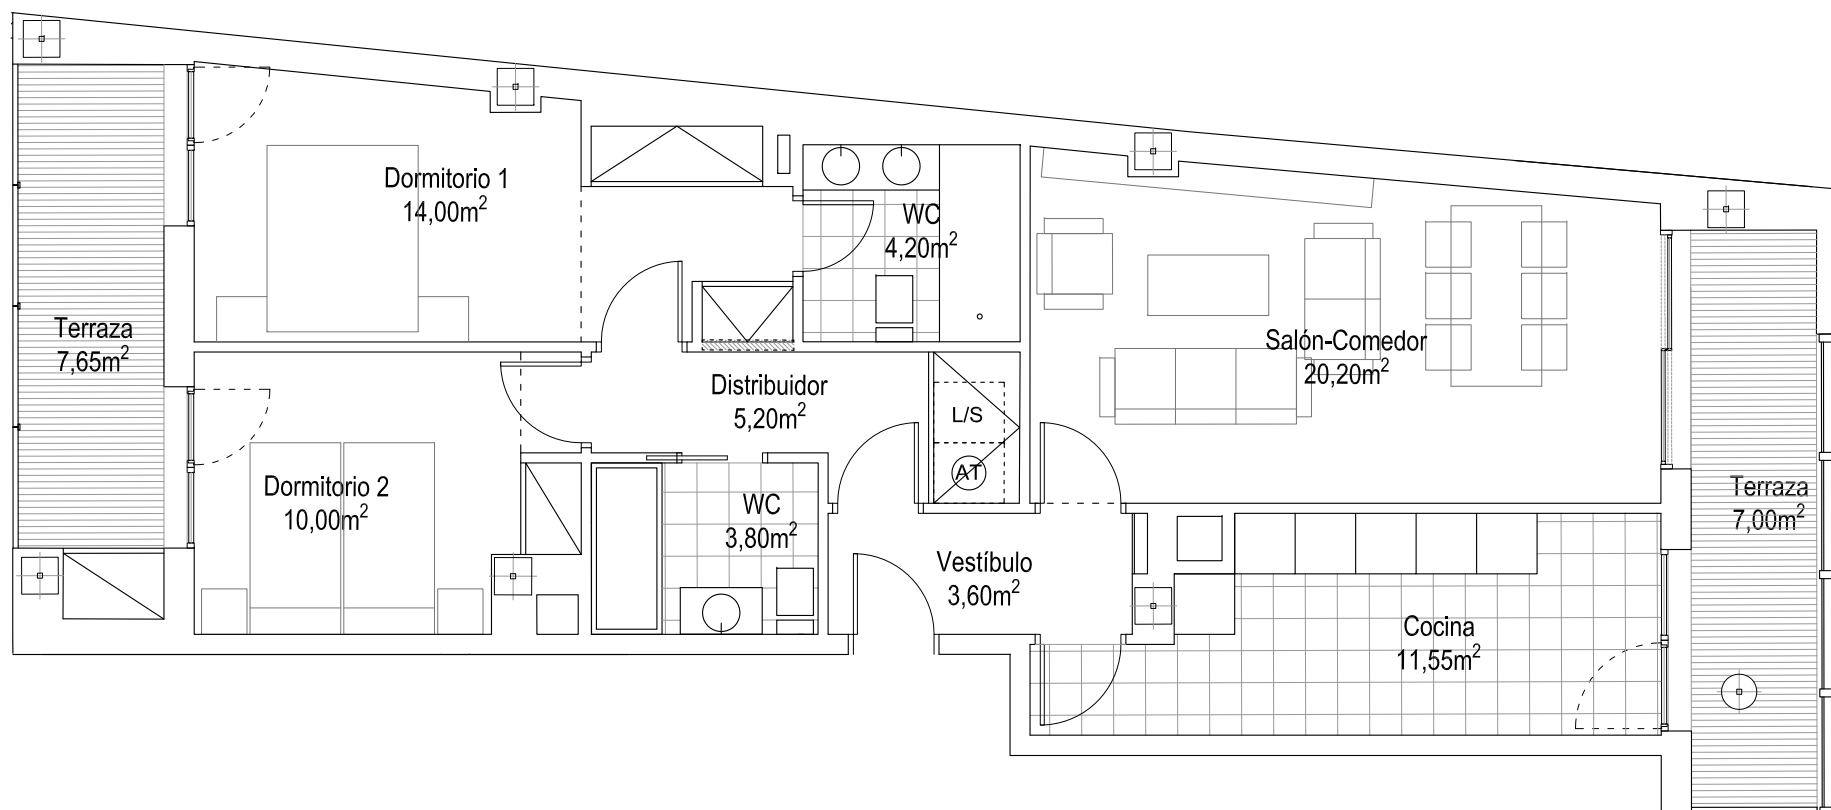 Dormitorio 1
14,00m²
WC
4,20m²
Terraza
7,65m²
Salón-Comedor
20,20m²
Distribuidor
5,20m²
L/S
AT
Dormitorio 2
10,00m²
WC
3,80m²
Terraza
7,00m²
Vestíbulo
3,60m²
Cocina
11,55m²